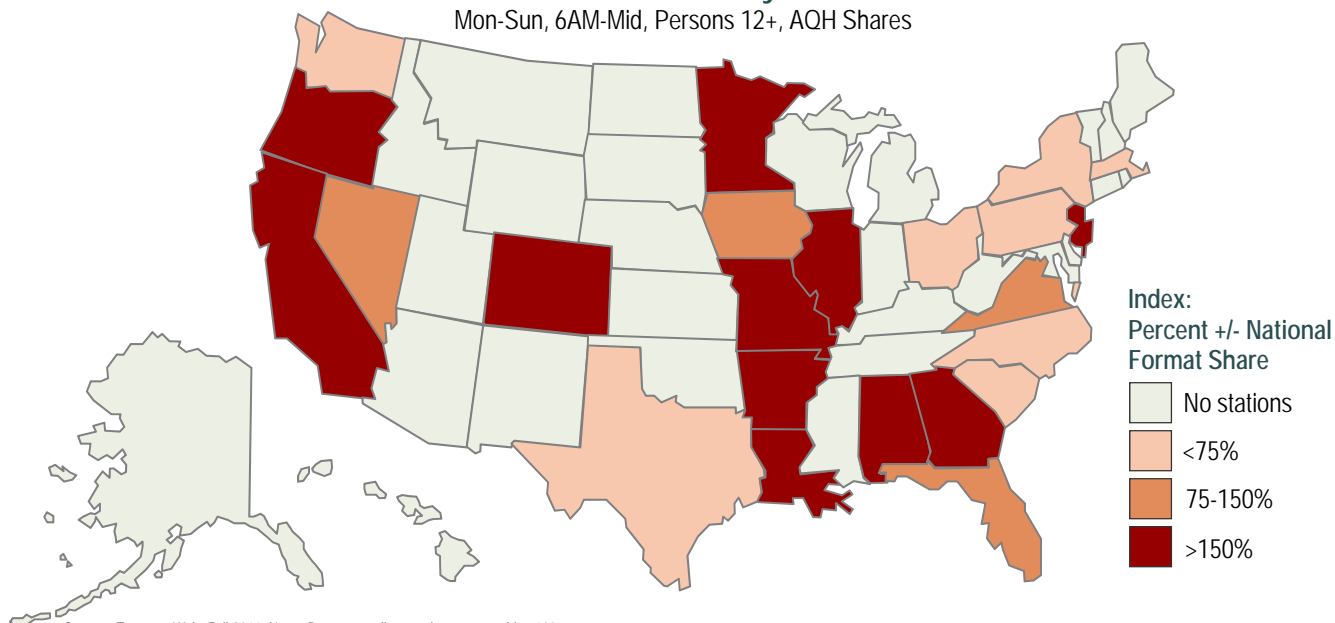 Mon-Sun, 6AM-Mid, Persons 12+, AQH Shares
Index:
Percent +/- National
Format Share
No stations
<75%
75-150%
>150%